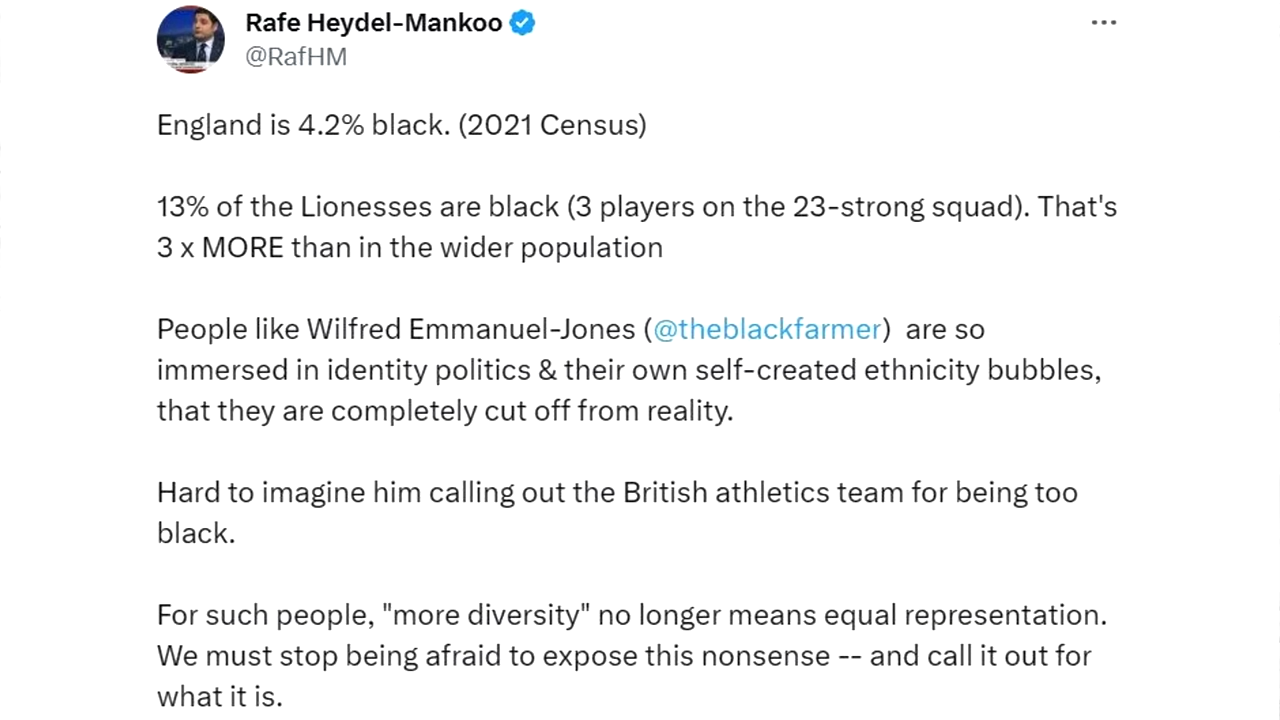 Rafe Heydel-Mankoo
@RafHM
England is 4.2% black. (2021 Census)
13% of the Lionesses are black (3 players on the 23-strong squad). That's
3 x MORE than in the wider population
People like Wilfred Emmanuel-Jones (@theblackfarmer)  are so
immersed in identity politics & their own self-created ethnicity bubbles,
that they are completely cut off from reality.
Hard to imagine him calling out the British athletics team for being too
black.
For such people, "more diversity" no longer means equal representation.
We must stop being afraid to expose this nonsense -- and call it out for
what it is.